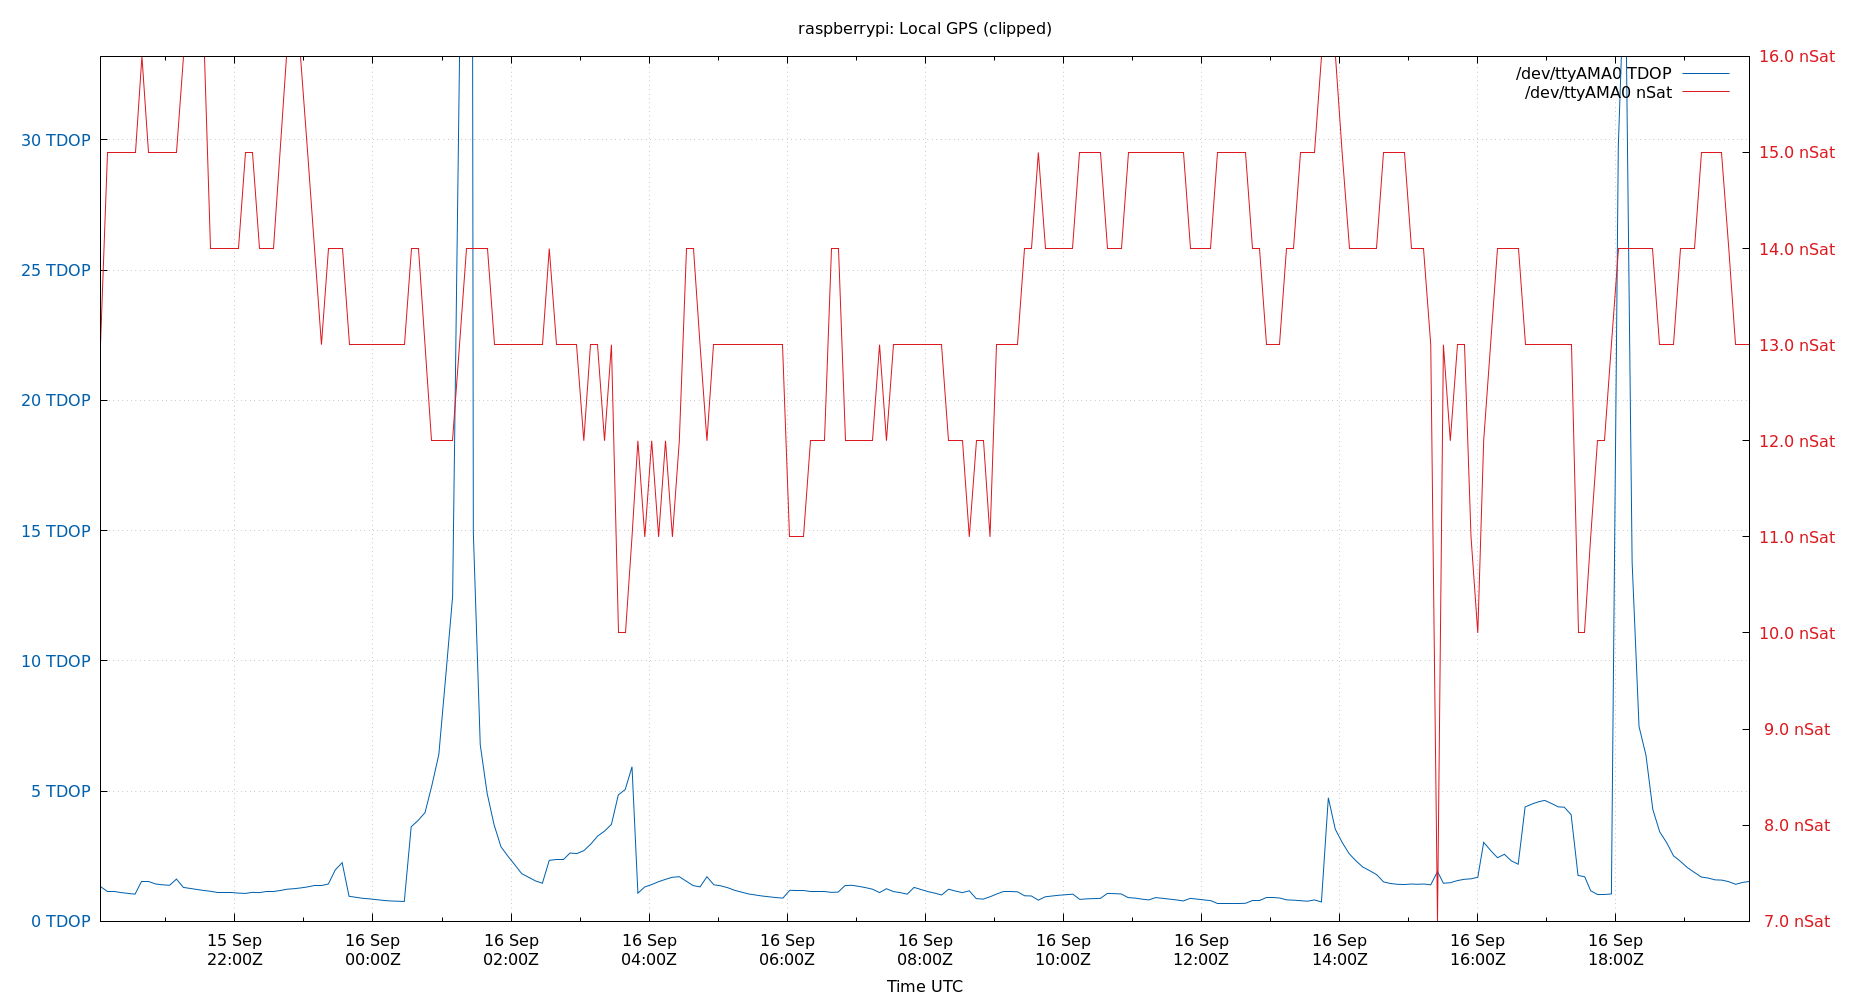 raspberrypi: Local GPS (clipped)
/dev/ttyAMA0 TDOP
/dev/ttyAMA0 nSat
30 TDOP
25 TDOP
20 TDOP
15 TDOP
10 TDOP
5 TDOP
0 TDOP
16.0 nSat
15.0 nSat
14.0 nSat
13.0 nSat
12.0 nSat
11.0 nSat
10.0 nSat
9.0 nSat
8.0 nSat
7.0 nSat
15 Sep
22:00Z
16 Sep
00:00Z
16 Sep
02:00Z
16 Sep
04:00Z
16 Sep
06:00Z
16 Sep
08:00Z
16 Sep
10:00Z
16 Sep
12:00Z
16 Sep
14:00Z
16 Sep
16:00Z
16 Sep
18:00Z
Time UTC